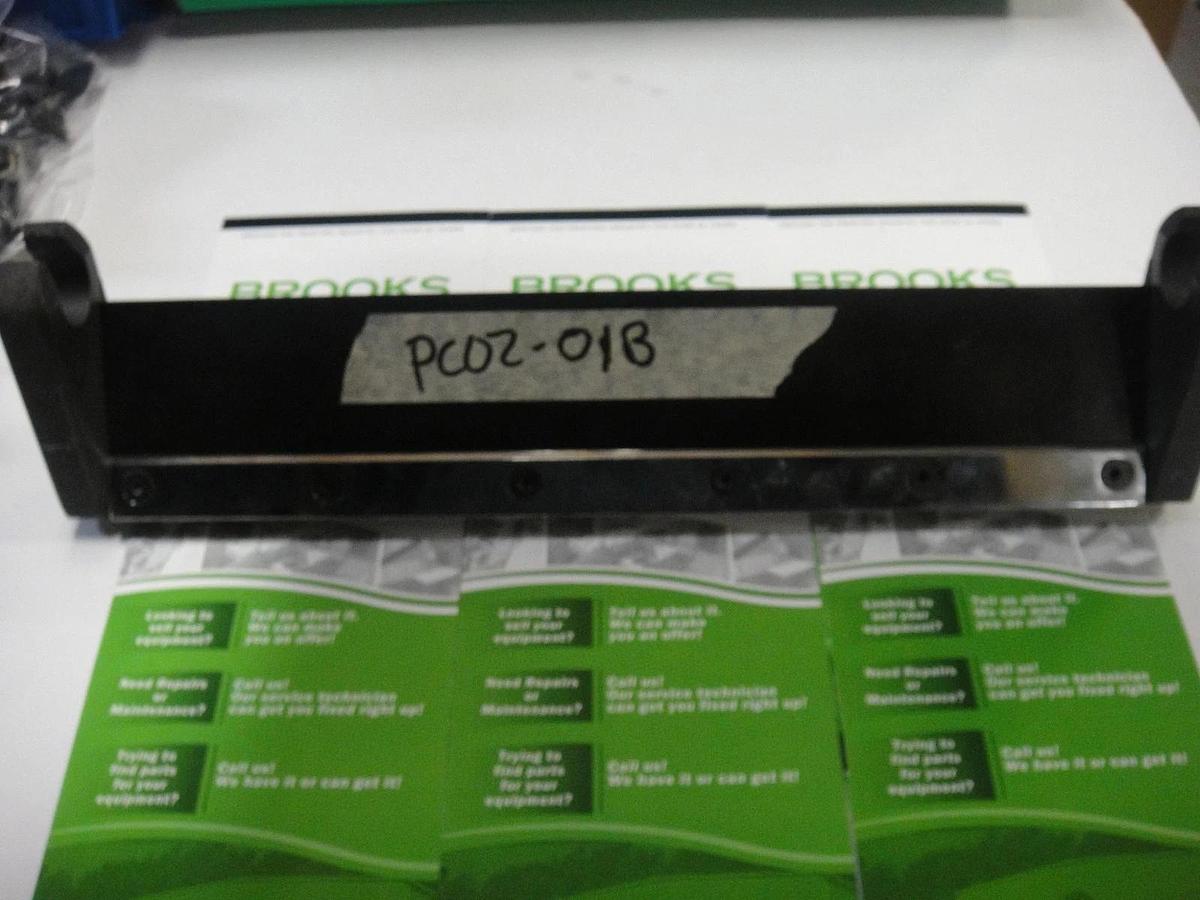 BROOKS BROOKS BROOKS
PC02-01B
Looking to
sell your
equipment?
Tell us about it.
We can make
you an offer!
Need Repairs
or
Maintenance?
Call us!
Our service technician
can get you fixed right up!
Trying to
find parts
for your
equipment?
Call us!
We have it or can get it!
Looking to
sell your
equipment?
Tell us about it.
We can make
you an offer!
Need Repairs
or
Maintenance?
Call us!
Our service technician
can get you fixed right up!
Trying to
find parts
for your
equipment?
Call us!
We have it or can get it!
Looking to
sell your
equipment?
Tell us about it.
We can make
you an offer!
Need Repairs
or
Maintenance?
Call us!
Our service technician
can get you fixed right up!
Trying to
find parts
for your
equipment?
Call us!
We have it or can get it!